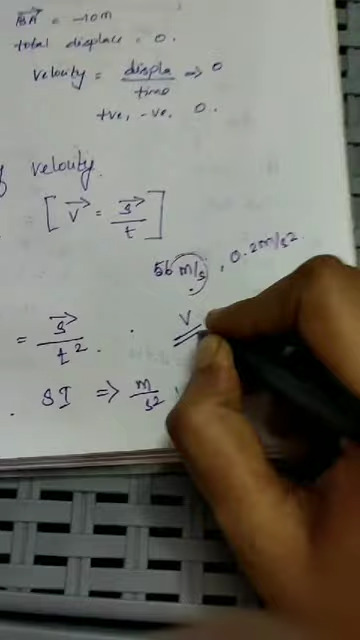 = -10m
total displace = 0.
velocity = displa/time => 0
+ve, -ve, 0.
velocity.
[ V⃗ = s⃗/t ]
56 m/s, 0.2m/s²
= s⃗/t². V
SI => m/s²